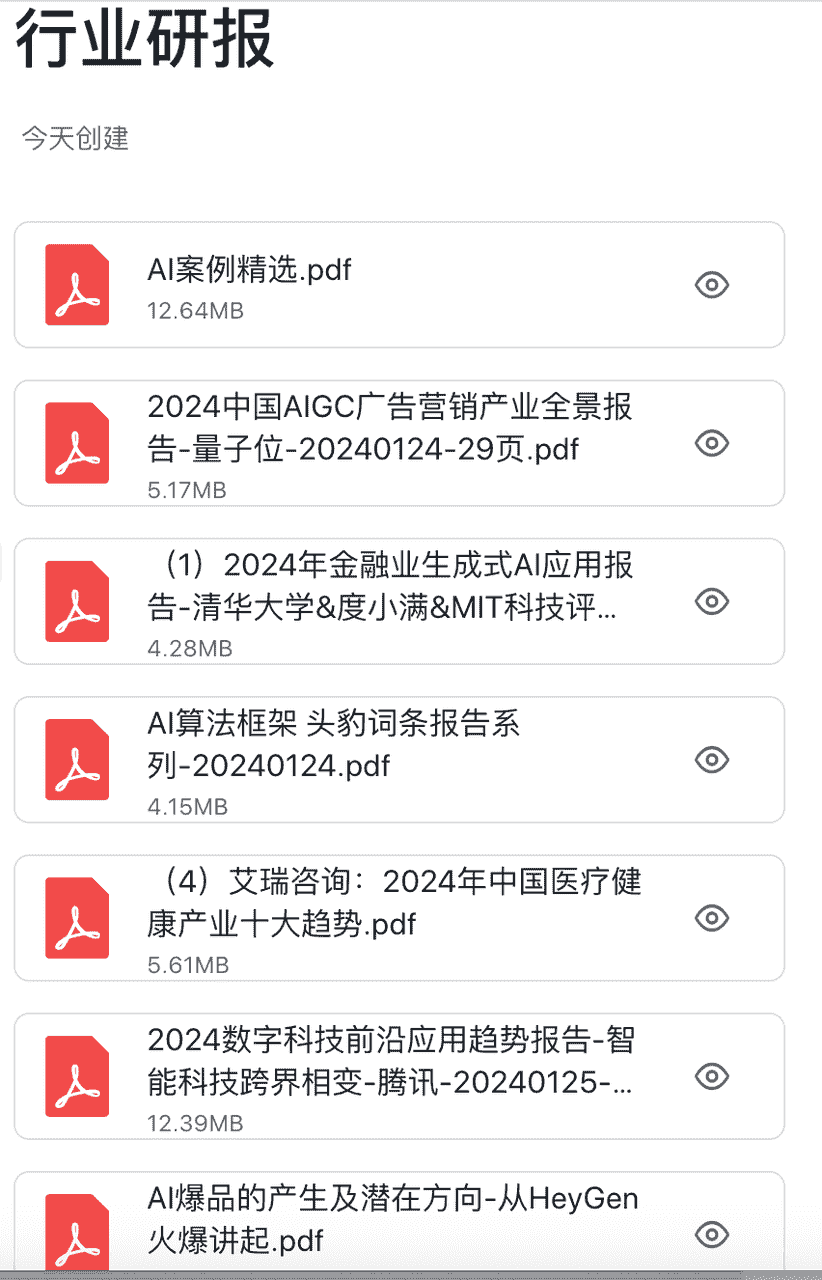 行业研报
今天创建
AI案例精选.pdf
12.64MB
2024中国AIGC广告营销产业全景报
告-量子位-20240124-29页.pdf
5.17MB
（1）2024年金融业生成式AI应用报
告-清华大学&度小满&MIT科技评...
4.28MB
AI算法框架 头豹词条报告系
列-20240124.pdf
4.15MB
（4）艾瑞咨询：2024年中国医疗健
康产业十大趋势.pdf
5.61MB
2024数字科技前沿应用趋势报告-智
能科技跨界相变-腾讯-20240125-...
12.39MB
AI爆品的产生及潜在方向-从HeyGen
火爆讲起.pdf